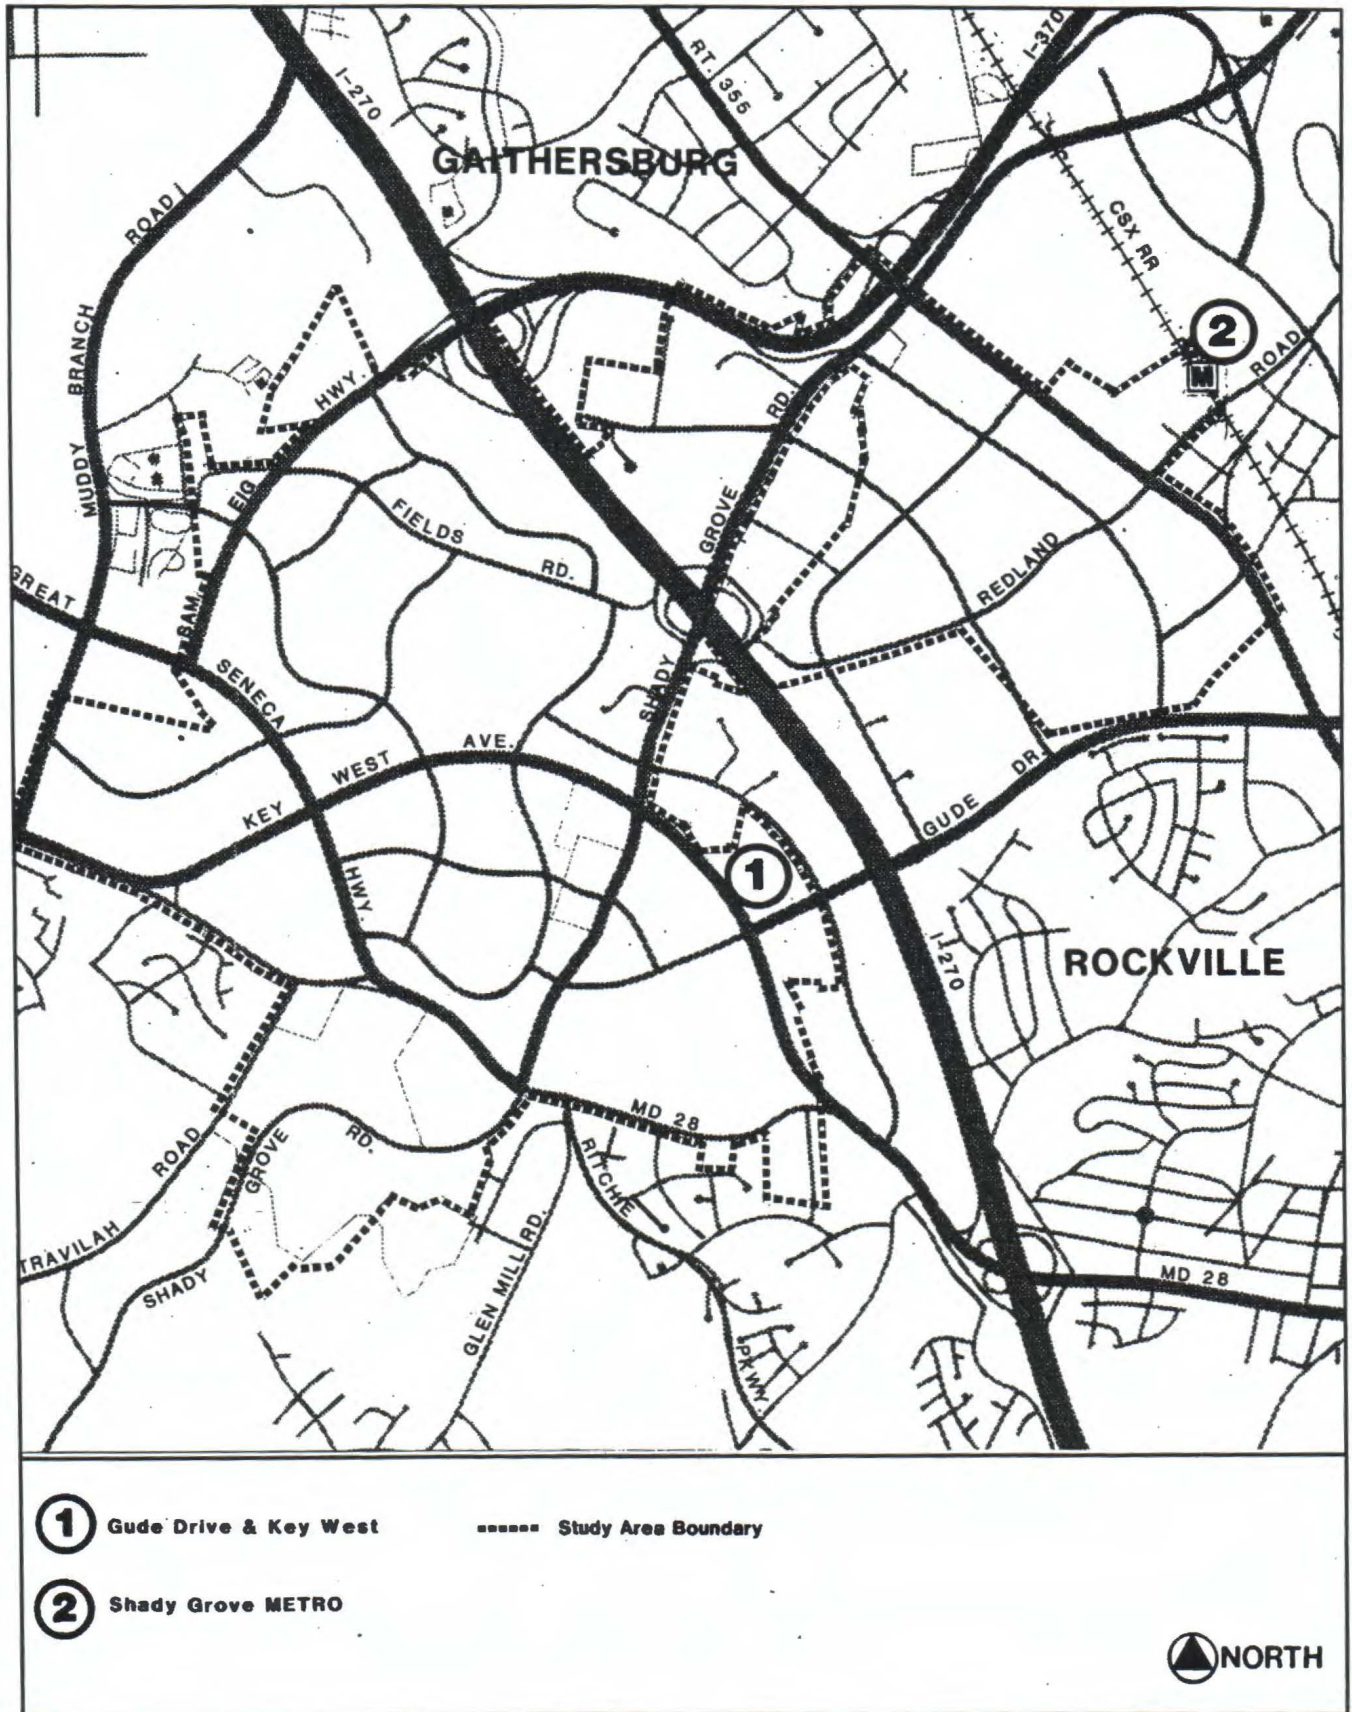 I-270
RT. 355
I-370
GAITHERSBURG
ROAD
CSX RR
2
M
ROAD
BRANCH
MUDDY
HWY.
EIG
SAM
RD.
GROVE
SHADY
FIELDS
RD.
REDLAND
GREAT
SENECA
HWY.
KEY
WEST
AVE.
1
GUDE
DR.
I-270
ROCKVILLE
MD 28
RITCHIE
PKWY.
MD 28
ROAD
TRAVILAH
GROVE
RD.
SHADY
GLEN MILL RD.
1 Gude Drive & Key West
Study Area Boundary
2 Shady Grove METRO
NORTH